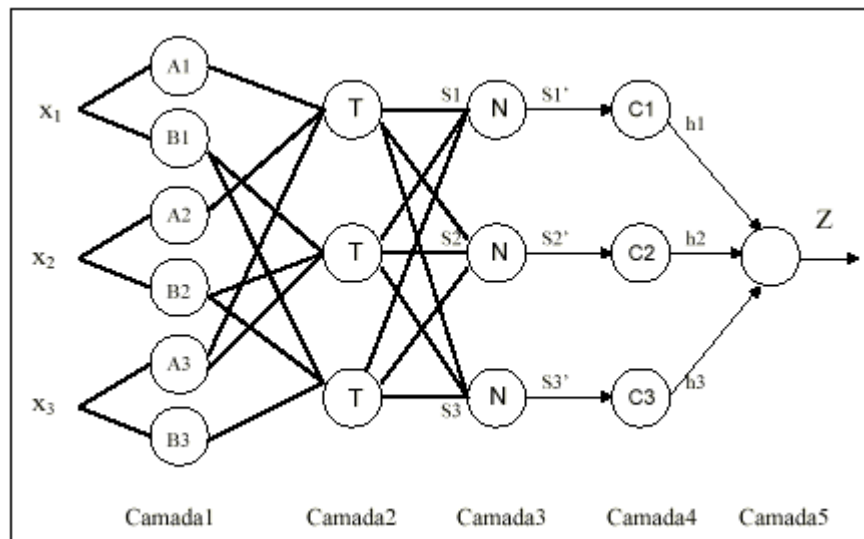 A1
T
S1
N
S1'
C1
h1
x1
B1
A2
x2
B2
T
S2
N
S2'
C2
h2
Z
A3
x3
B3
T
S3
N
S3'
C3
h3
Camada1 Camada2 Camada3 Camada4 Camada5